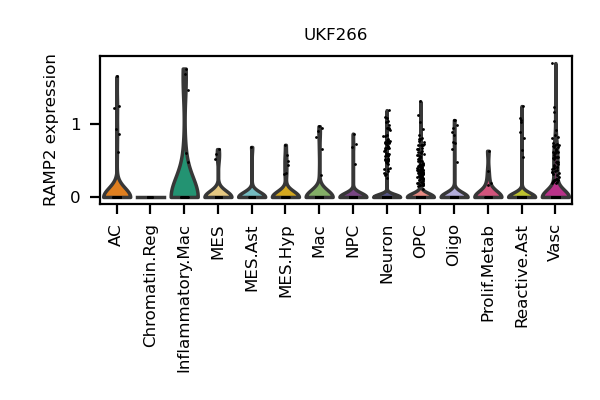 UKF266
RAMP2 expression
1
0
AC
Chromatin.Reg
Inflammatory.Mac
MES
MES.Ast
MES.Hyp
Mac
NPC
Neuron
OPC
Oligo
Prolif.Metab
Reactive.Ast
Vasc